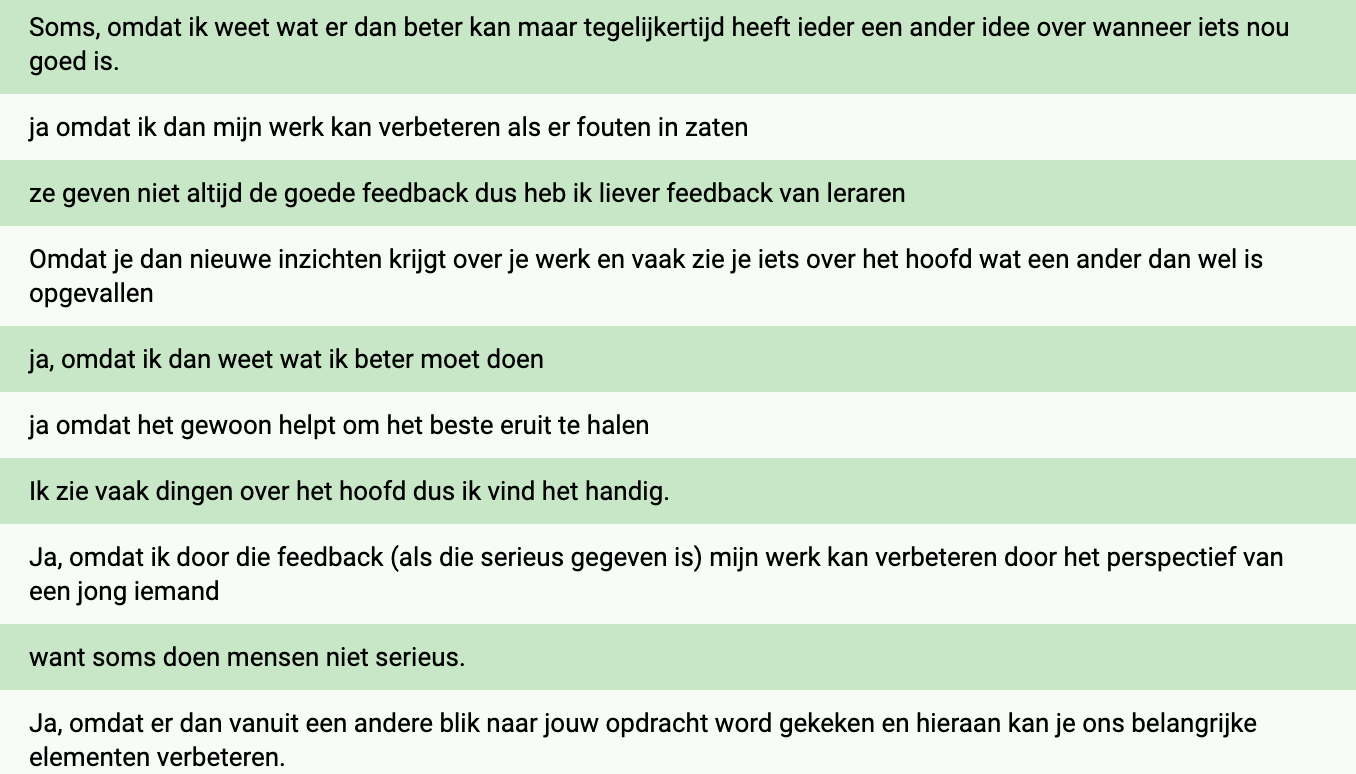 Soms, omdat ik weet wat er dan beter kan maar tegelijkertijd heeft ieder een ander idee over wanneer iets nou
goed is.
ja omdat ik dan mijn werk kan verbeteren als er fouten in zaten
ze geven niet altijd de goede feedback dus heb ik liever feedback van leraren
Omdat je dan nieuwe inzichten krijgt over je werk en vaak zie je iets over het hoofd wat een ander dan wel is
opgevallen
ja, omdat ik dan weet wat ik beter moet doen
ja omdat het gewoon helpt om het beste eruit te halen
Ik zie vaak dingen over het hoofd dus ik vind het handig.
Ja, omdat ik door die feedback (als die serieus gegeven is) mijn werk kan verbeteren door het perspectief van
een jong iemand
want soms doen mensen niet serieus.
Ja, omdat er dan vanuit een andere blik naar jouw opdracht word gekeken en hieraan kan je ons belangrijke
elementen verbeteren.